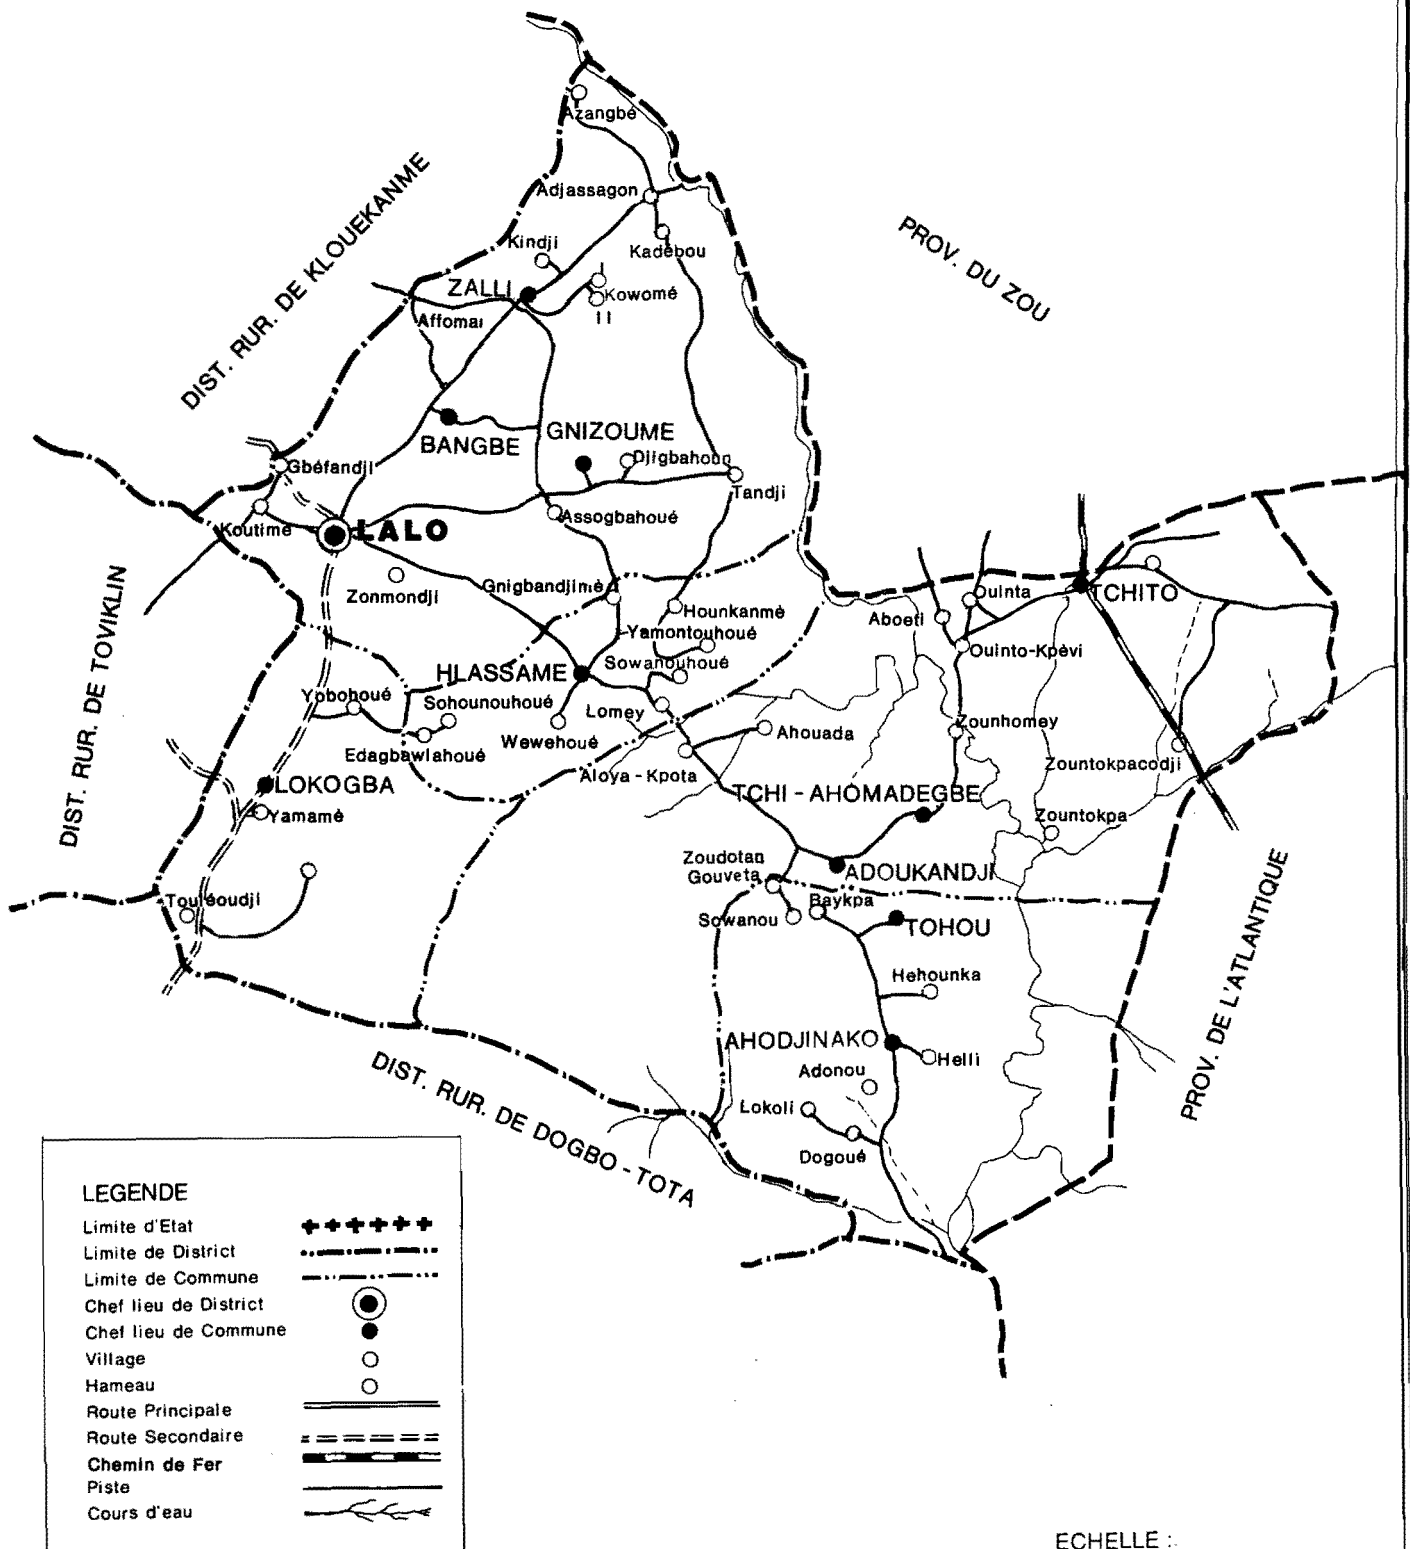 Azangbé
DIST. RUR. DE KLOUEKANME
Adjassagon
PROV. DU ZOU
Kindji
Kadébou
I
ZALLI
Kowomé
II
Affomai
BANGBE
GNIZOUME
Gbéfandji
Djigbahoun
Tandji
Koutimé
LALO
Assogbahoué
DIST. RUR. DE TOVIKLIN
Zonmondji
Gnigbandjimè
Hounkanmè
Ouinta
TCHITO
Aboeti
Yamontouhoué
Ouinto-Kpèvi
HLASSAME
Sowanouhoué
Yobohoué
Sohounouhoué
Lomey
Zounhomey
Wewehoué
Ahouada
Edagbawlahoué
Aloya-Kpota
Zountokpacodji
LOKOGBA
TCHI-AHOMADEGBE
Yamamè
Zountokpa
Zoudotan
Gouveta
ADOUKANDJI
Touléoudji
Baykpa
Sowanou
TOHOU
PROV. DE L'ATLANTIQUE
Hehounka
AHODJINAKO
Helli
Adonou
DIST. RUR. DE DOGBO-TOTA
Lokoli
Dogoué
LEGENDE
Limite d'Etat
Limite de District
Limite de Commune
Chef lieu de District
Chef lieu de Commune
Village
Hameau
Route Principale
Route Secondaire
Chemin de Fer
Piste
Cours d'eau
ECHELLE :